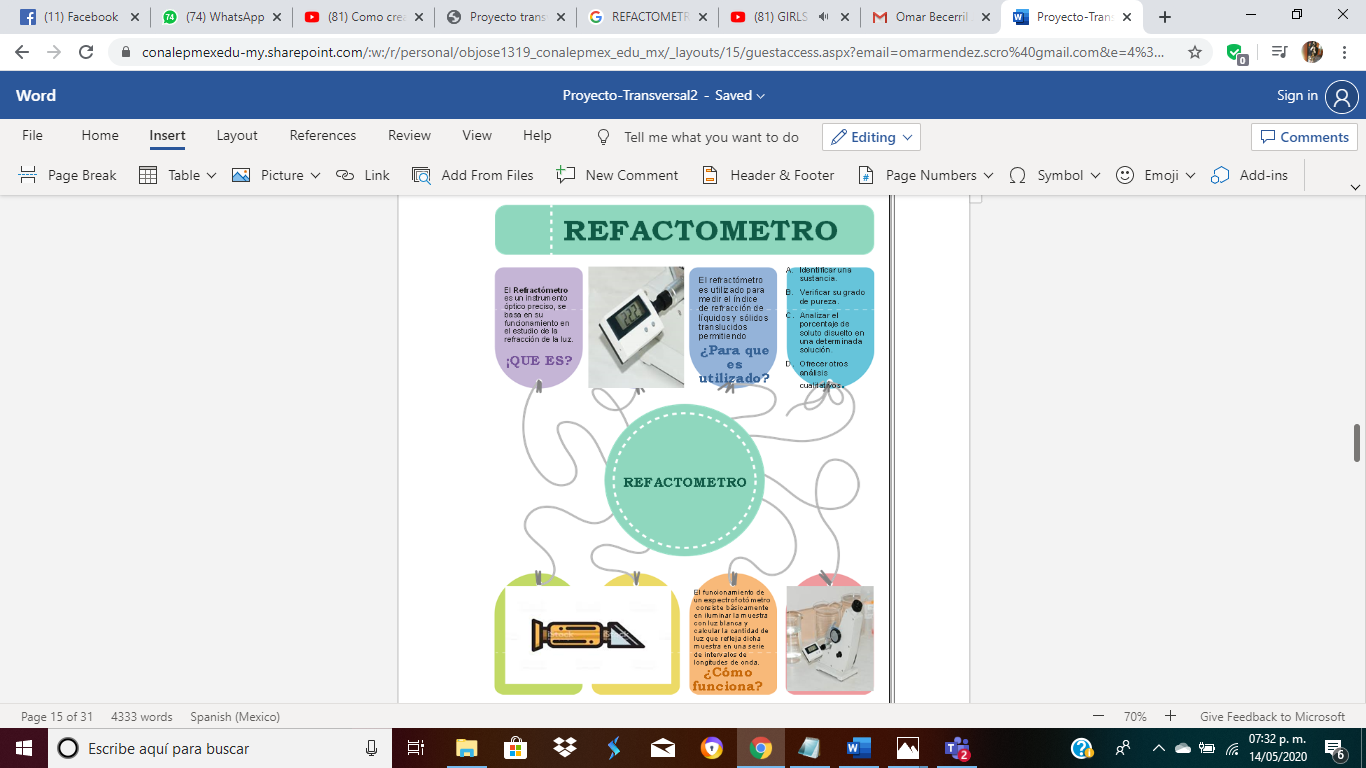 (11) Facebook
(74) WhatsApp
(81) Como crea
Proyecto trans
REFACTOMETR
(81) GIRLS
Omar Becerril
Proyecto-Trans
conalepmexedu-my.sharepoint.com/:w:/r/personal/objose1319_conalepmex_edu_mx/_layouts/15/guestaccess.aspx?email=omarmendez.scro%40gmail.com&e=4%3...
0
Word
Proyecto-Transversal2 - Saved
Sign in
File Home Insert Layout References Review View Help Tell me what you want to do Editing Comments
Page Break Table Picture Link Add From Files New Comment Header & Footer Page Numbers Symbol Emoji Add-ins
REFACTOMETRO
El Refractómetro
es un instrumento
óptico preciso, se
basa en su
funcionamiento en
el estudio de la
refracción de la luz.
¡QUE ES?
222
El refractómetro
es utilizado para
medir el índice
de refracción de
líquidos y sólidos
translucidos
permitiendo
¿Para que
es
utilizado?
A. Identificar una
sustancia.
B. Verificar su grado
de pureza.
C. Analizar el
porcentaje de
soluto disuelto en
una determinada
solución.
D. Ofrecer otros
análisis
cualitativos.
REFACTOMETRO
iStock
El funcionamiento de
un espectrofotómetro
consiste básicamente
en iluminar la muestra
con luz blanca y
calcular la cantidad de
luz que refleja dicha
muestra en una serie
de intervalos de
longitudes de onda.
¿Cómo
funciona?
Page 15 of 31 4333 words Spanish (Mexico) 70% Give Feedback to Microsoft
Escribe aquí para buscar
2
07:32 p. m.
14/05/2020
6